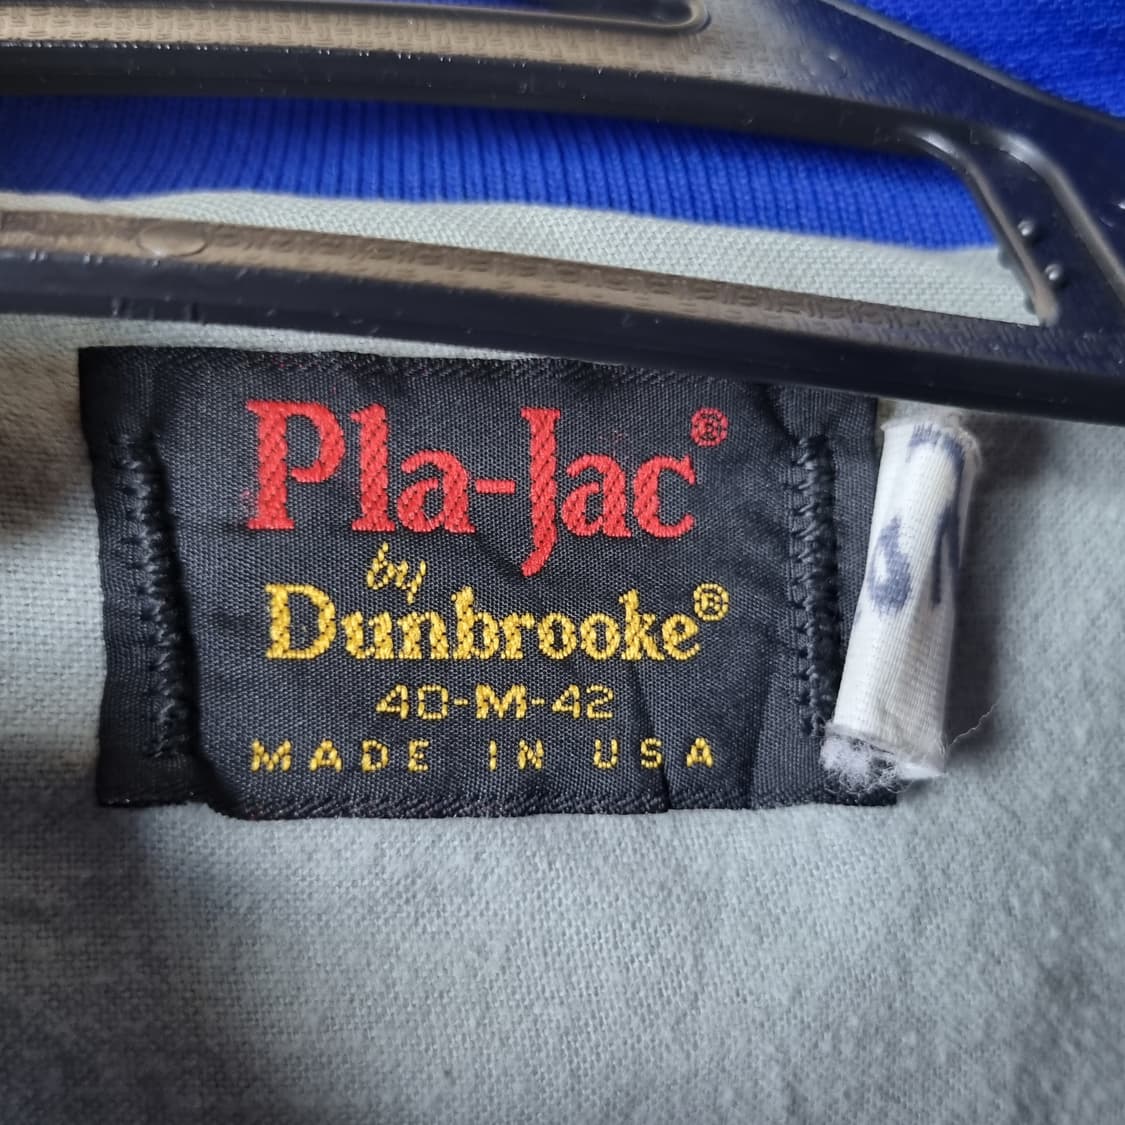 Pla-Jac®
by
Dunbrooke®
40-M-42
MADE IN USA